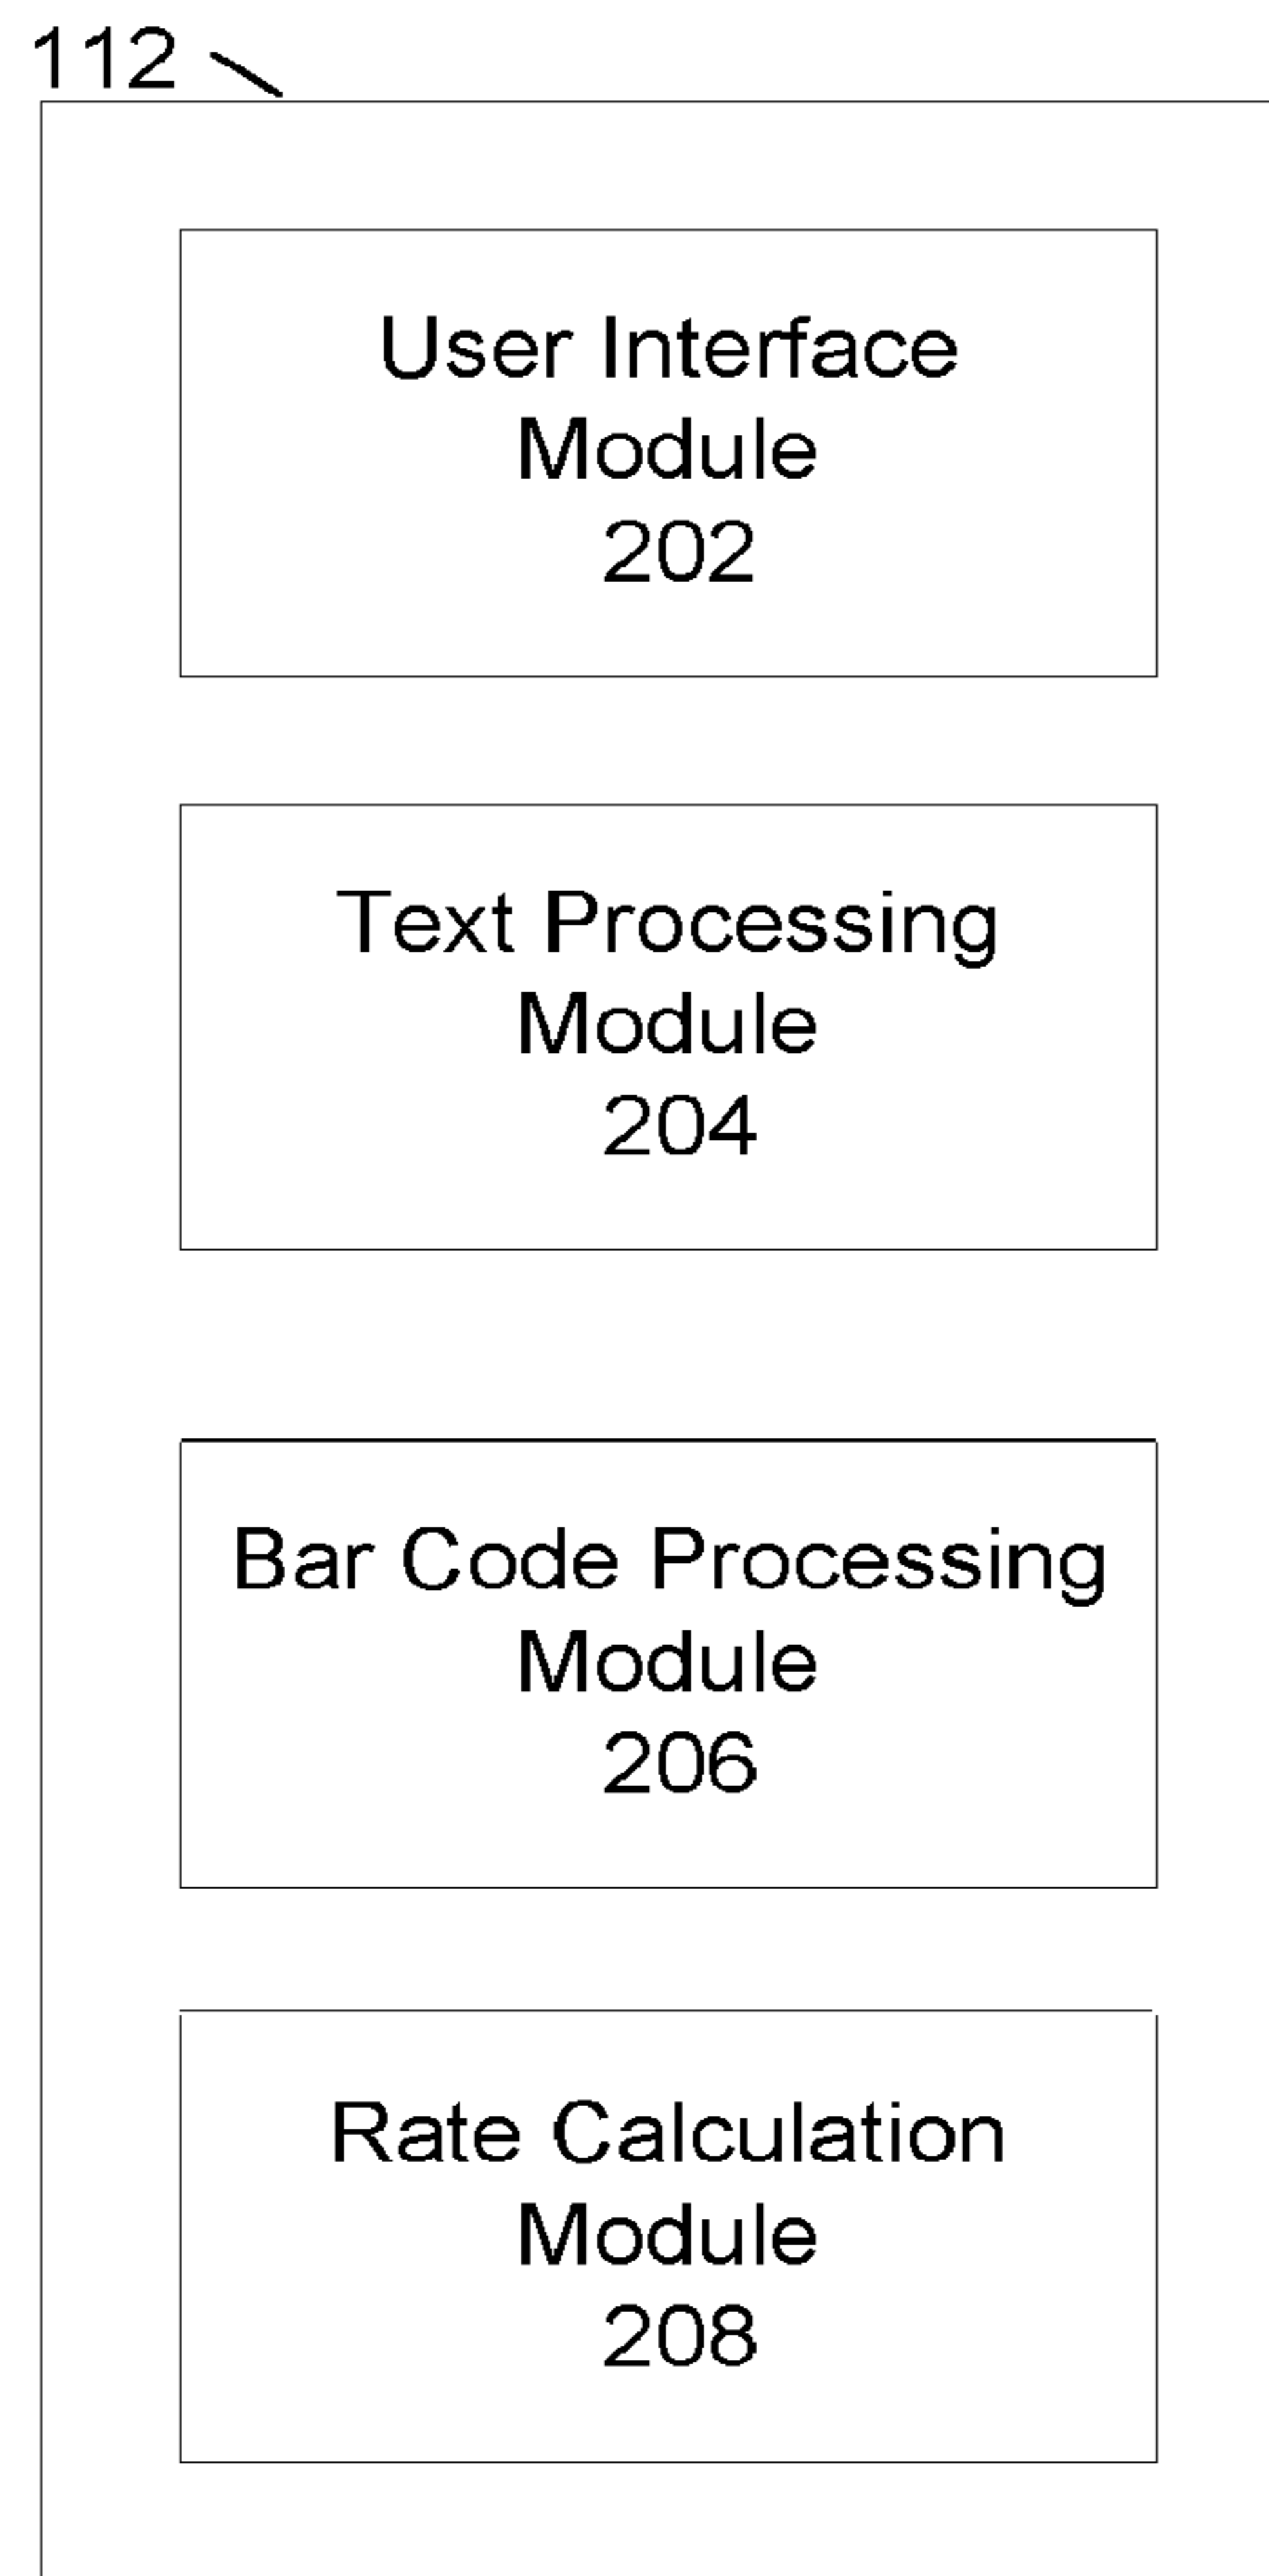 112
User Interface
Module
202
Text Processing
Module
204
Bar Code Processing
Module
206
Rate Calculation
Module
208